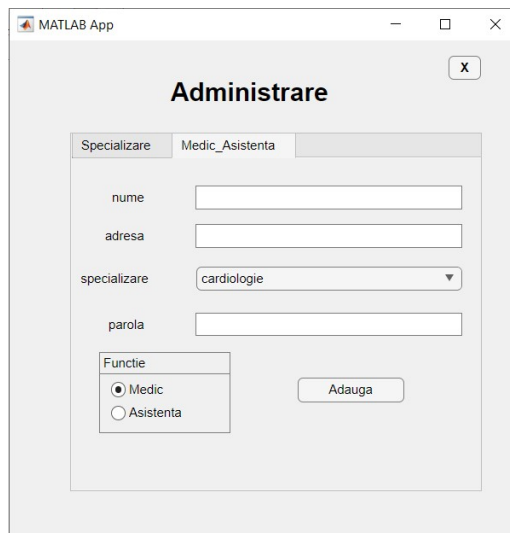 MATLAB App
X
Administrare
Specializare Medic_Asistenta
nume
adresa
specializare cardiologie
parola
Functie
Medic
Adauga
Asistenta